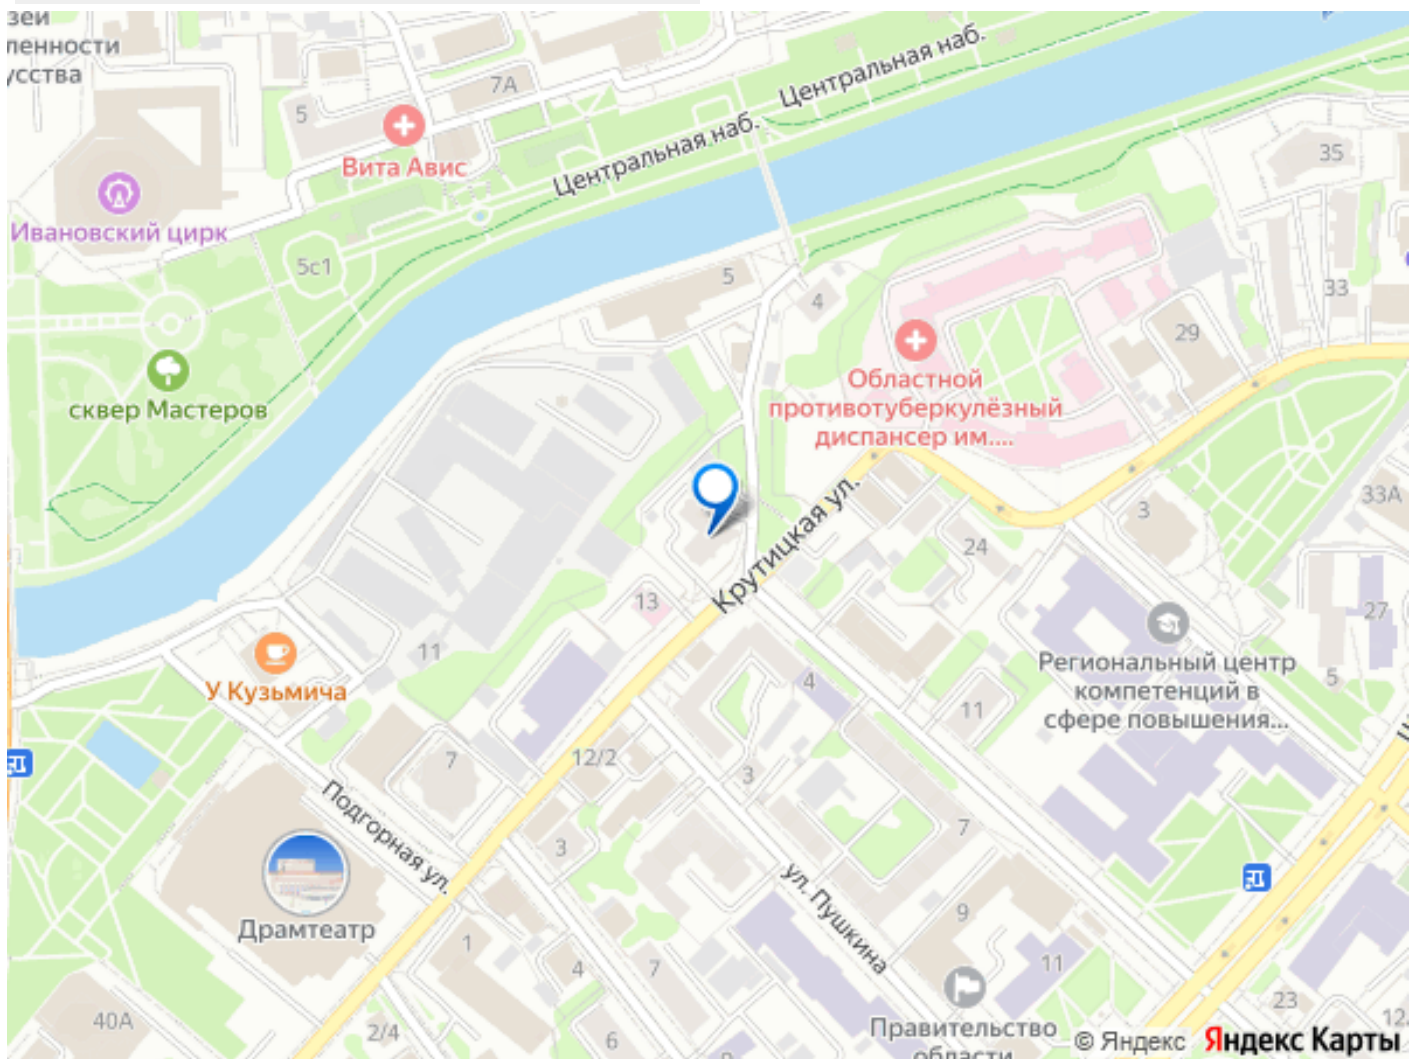 зей
ленности
усства
7А
5
Вита Авис
Центральная наб.
Центральная наб.
35
Ивановский цирк
5с1
5
4
33
29
сквер Мастеров
Областной
противотуберкулёзный
диспансер им....
33А
3
24
Крутицкая ул.
13
27
11
У Кузьмича
Региональный центр
компетенций в
сфере повышения...
4
11
5
7
12/2
3
Подгорная ул.
3
7
ул. Пушкина
Драмтеатр
9
1
4
7
11
40А
2/4
6
23
12
Правительство
области
© Яндекс Яндекс Карты